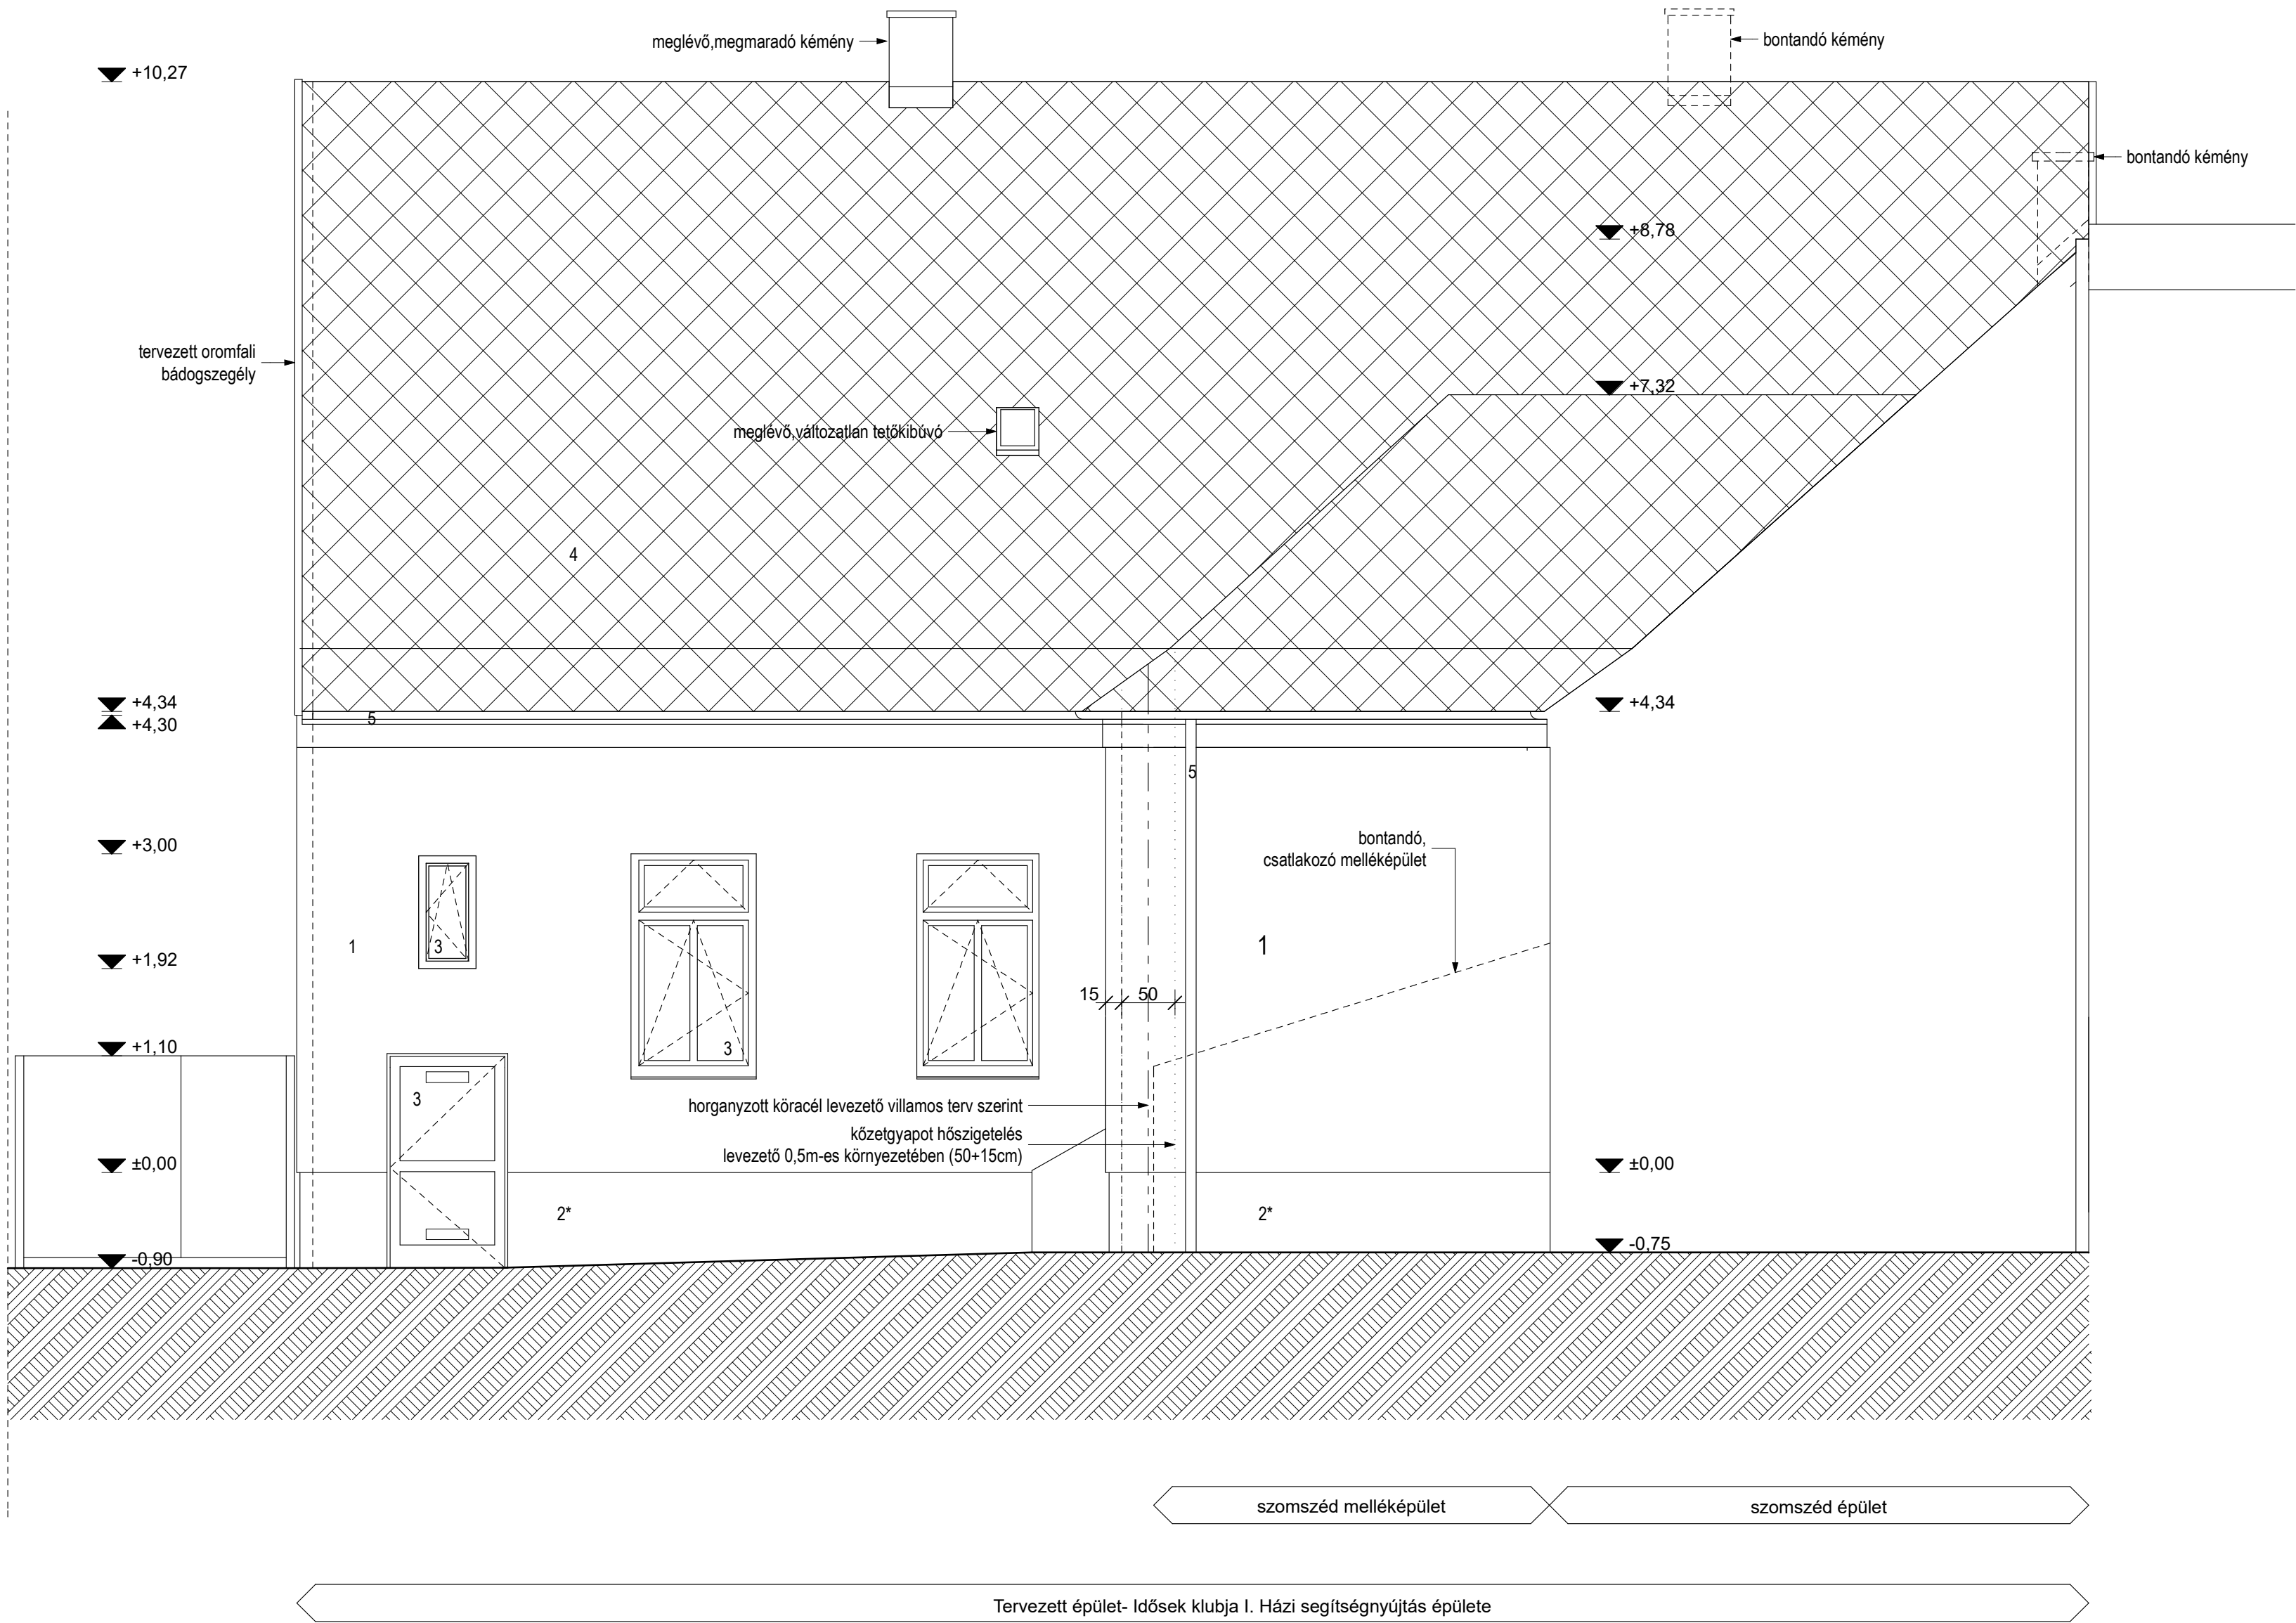 meglévő,megmaradó kémény
bontandó kémény
+10,27
bontandó kémény
+8,78
tervezett oromfali
bádogszegély
+7,32
meglévő,változatlan tetőkibúvó
4
+4,34
+4,30
5
+4,34
5
+3,00
bontandó,
csatlakozó melléképület
1
3
1
+1,92
15
50
+1,10
3
3
horganyzott köracél levezető villamos terv szerint
kőzetgyapot hőszigetelés
levezető 0,5m-es környezetében (50+15cm)
±0,00
±0,00
2*
2*
-0,90
-0,75
szomszéd melléképület
szomszéd épület
Tervezett épület- Idősek klubja I. Házi segítségnyújtás épülete